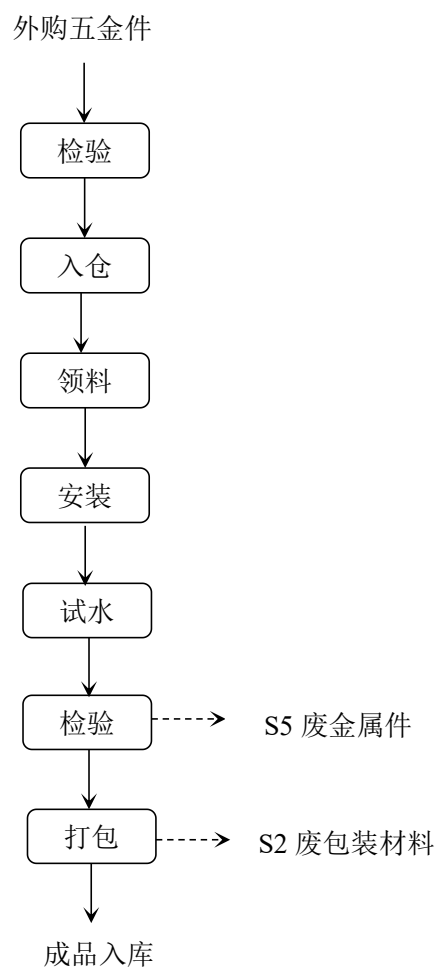 外购五金件
检验
入仓
领料
安装
试水
检验
S5 废金属件
打包
S2 废包装材料
成品入库